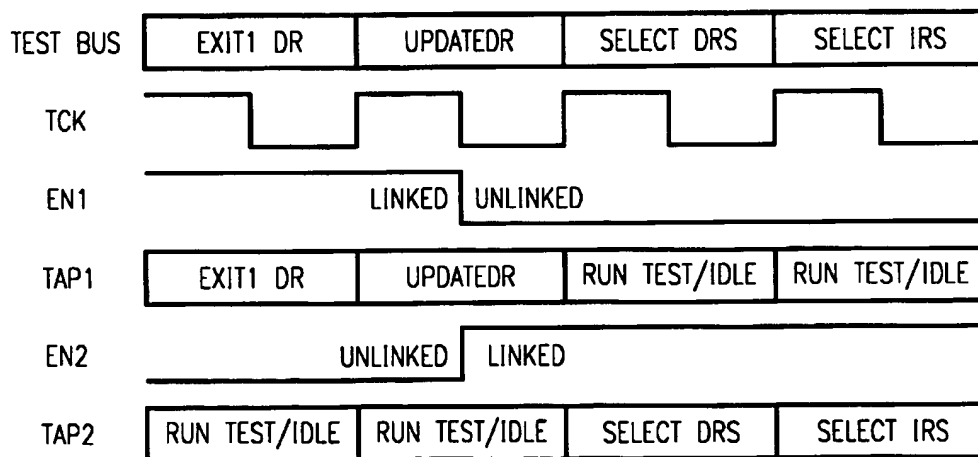 TEST BUS EXIT1 DR UPDATEDR SELECT DRS SELECT IRS
TCK
EN1 LINKED UNLINKED
TAP1 EXIT1 DR UPDATEDR RUN TEST/IDLE RUN TEST/IDLE
EN2 UNLINKED LINKED
TAP2 RUN TEST/IDLE RUN TEST/IDLE SELECT DRS SELECT IRS